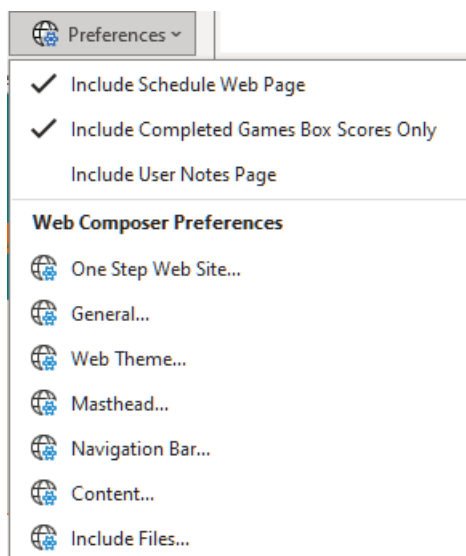 Preferences
Include Schedule Web Page
Include Completed Games Box Scores Only
Include User Notes Page
Web Composer Preferences
One Step Web Site...
General...
Web Theme...
Masthead...
Navigation Bar...
Content...
Include Files...